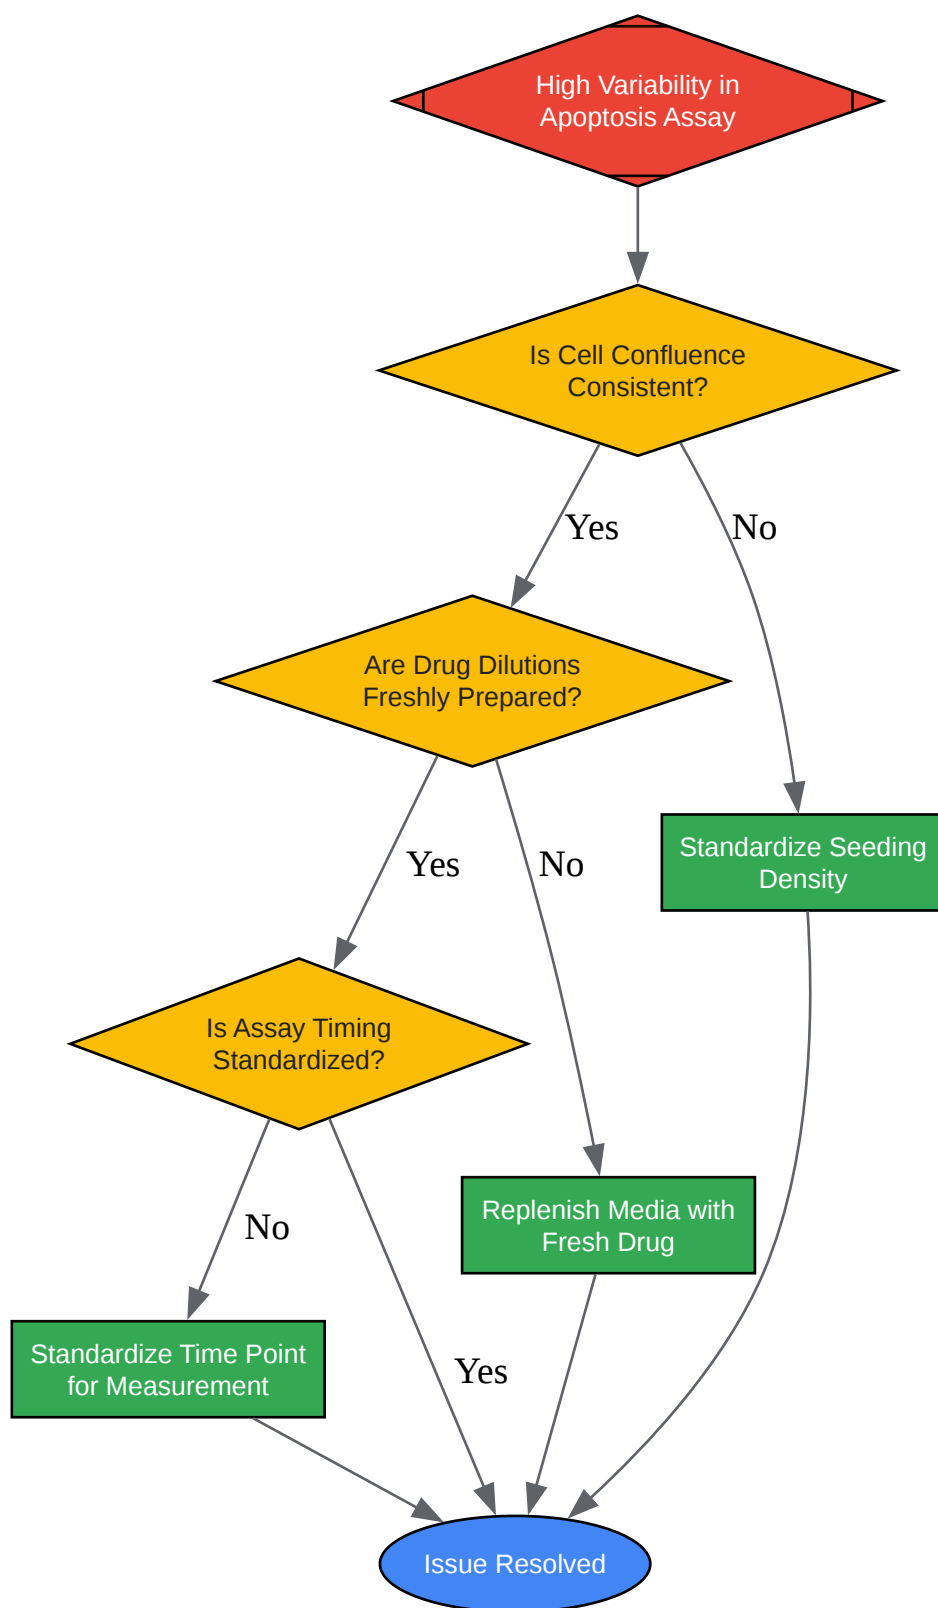 High Variability in
Apoptosis Assay
Is Cell Confluence
Consistent?
Yes
No
Are Drug Dilutions
Freshly Prepared?
Yes
No
Standardize Seeding
Density
Is Assay Timing
Standardized?
No
Yes
Replenish Media with
Fresh Drug
Standardize Time Point
for Measurement
Issue Resolved